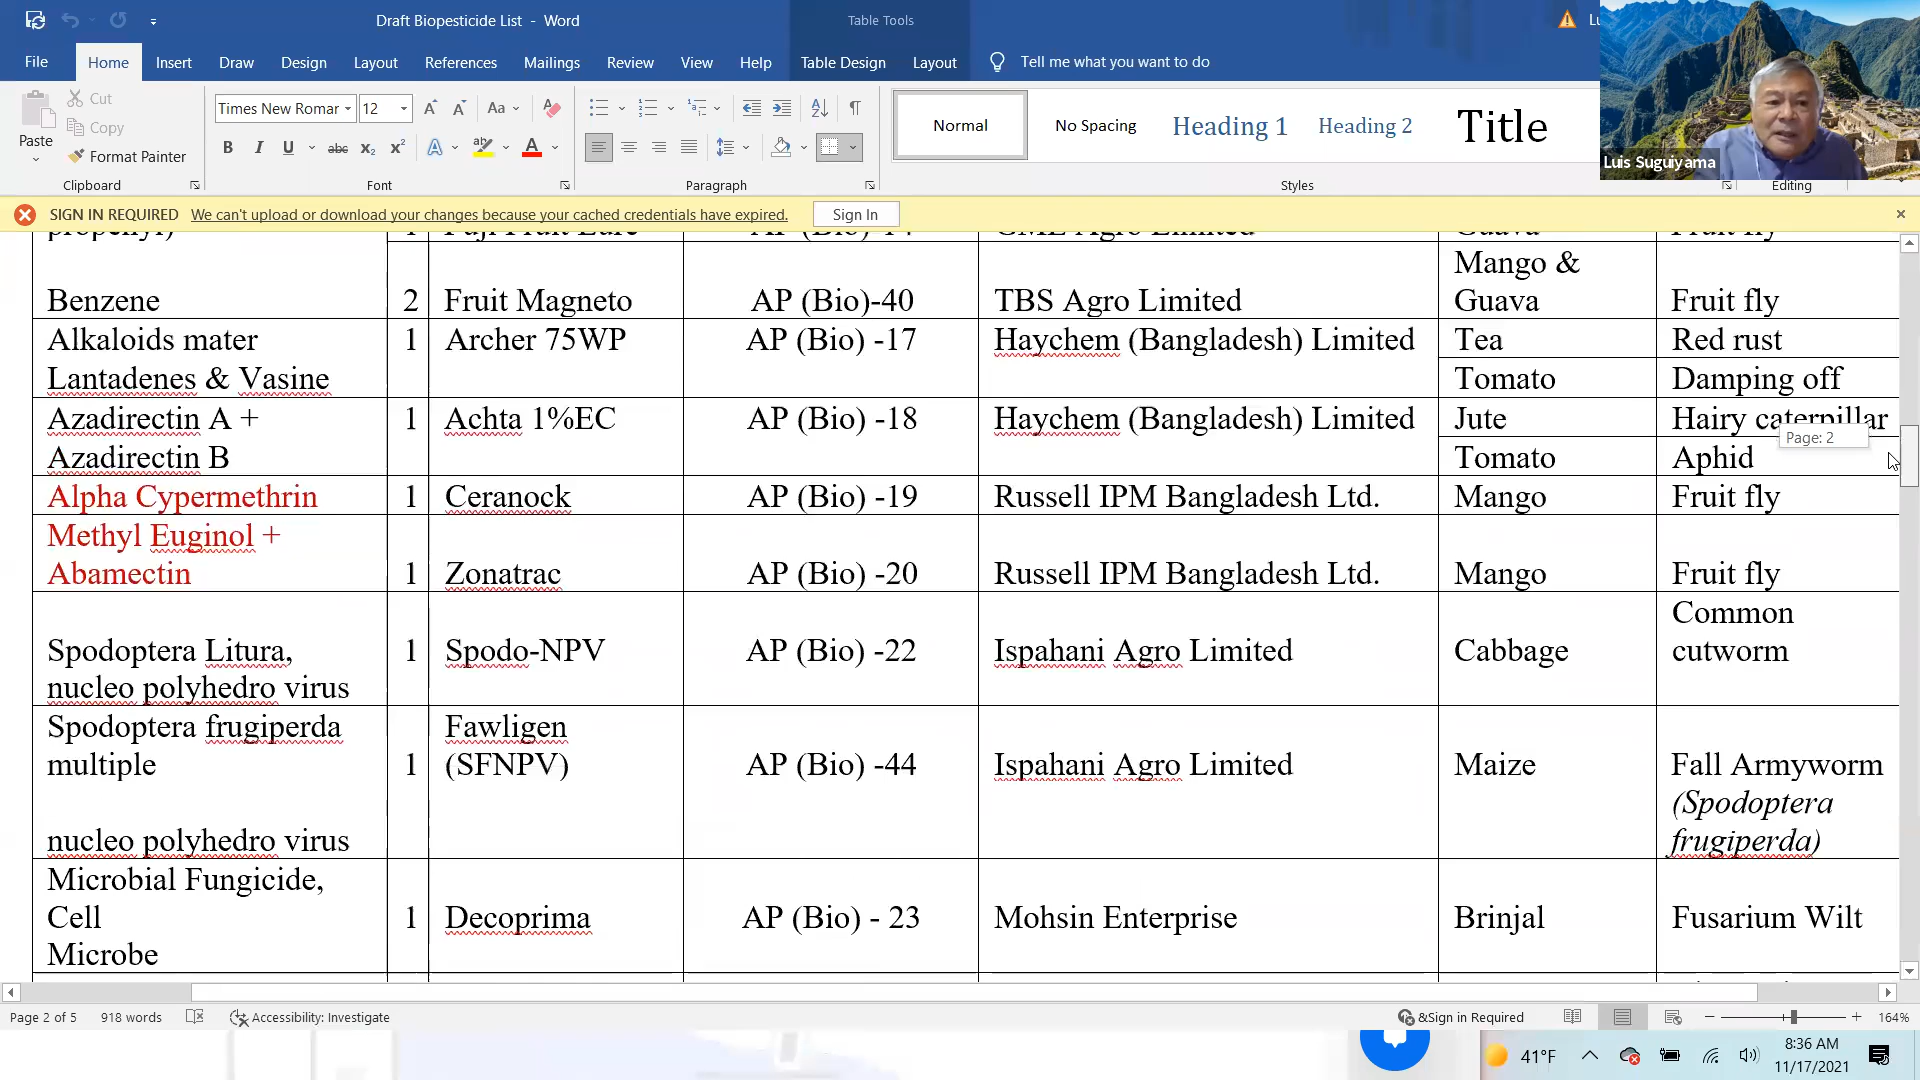 Draft Biopesticide List - Word
Table Tools
File Home Insert Draw Design Layout References Mailings Review View Help Table Design Layout Tell me what you want to do
Paste
Cut
Copy
Format Painter
Times New Romar 12
Aa
B I U abc x₂ x² A ab A
Normal
No Spacing
Heading 1
Heading 2
Title
Luis Suguiyama
Clipboard Font Paragraph Styles Editing
SIGN IN REQUIRED We can't upload or download your changes because your cached credentials have expired. Sign In
Mango &
Benzene 2 Fruit Magneto AP (Bio)-40 TBS Agro Limited Guava Fruit fly
Alkaloids mater 1 Archer 75WP AP (Bio) -17 Haychem (Bangladesh) Limited Tea Red rust
Lantadenes & Vasine Tomato Damping off
Azadirectin A + 1 Achta 1%EC AP (Bio) -18 Haychem (Bangladesh) Limited Jute Hairy caterpillar
Page: 2
Azadirectin B Tomato Aphid
Alpha Cypermethrin 1 Ceranock AP (Bio) -19 Russell IPM Bangladesh Ltd. Mango Fruit fly
Methyl Euginol +
Abamectin 1 Zonatrac AP (Bio) -20 Russell IPM Bangladesh Ltd. Mango Fruit fly
Common
Spodoptera Litura, 1 Spodo-NPV AP (Bio) -22 Ispahani Agro Limited Cabbage cutworm
nucleo polyhedro virus
Spodoptera frugiperda Fawligen
multiple 1 (SFNPV) AP (Bio) -44 Ispahani Agro Limited Maize Fall Armyworm
(Spodoptera
nucleo polyhedro virus frugiperda)
Microbial Fungicide,
Cell 1 Decoprima AP (Bio) - 23 Mohsin Enterprise Brinjal Fusarium Wilt
Microbe
Page 2 of 5 918 words Accessibility: Investigate &Sign in Required 164%
41°F 8:36 AM
11/17/2021